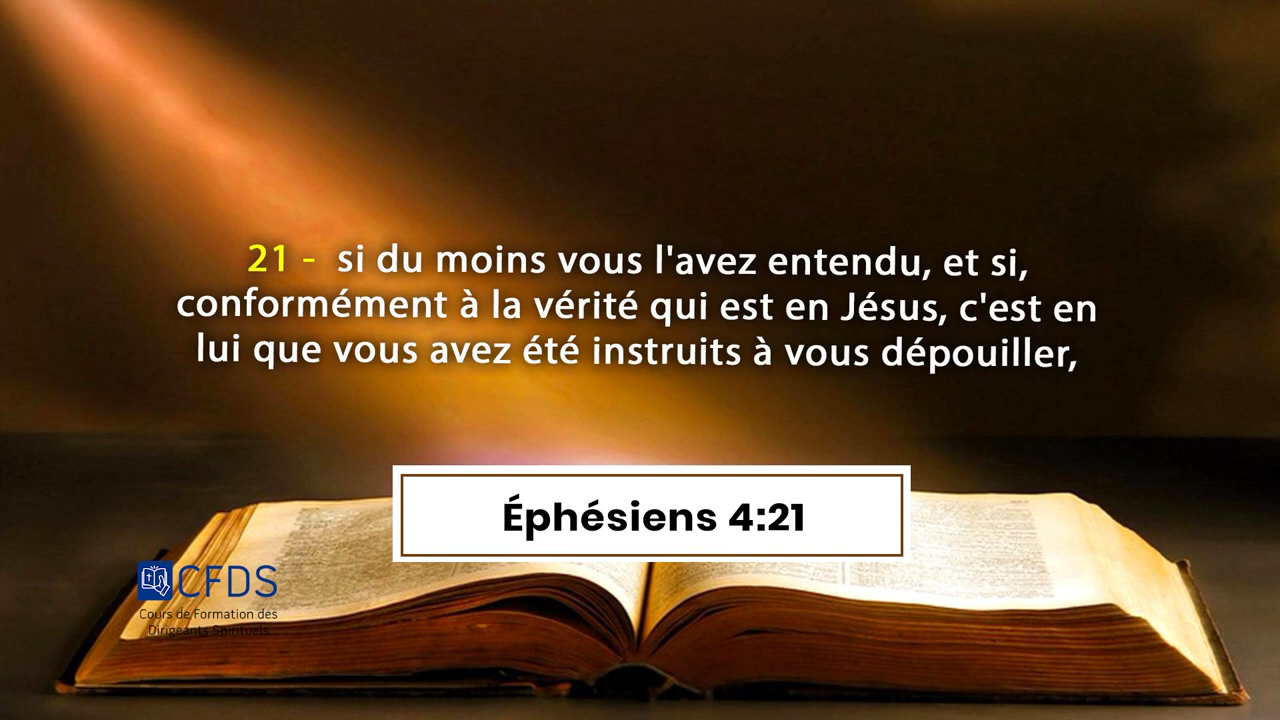 21 - si du moins vous l'avez entendu, et si,
conformément à la vérité qui est en Jésus, c'est en
lui que vous avez été instruits à vous dépouiller,
Éphésiens 4:21
CFDS
Cours de Formation des
Dirigeants Spirituels